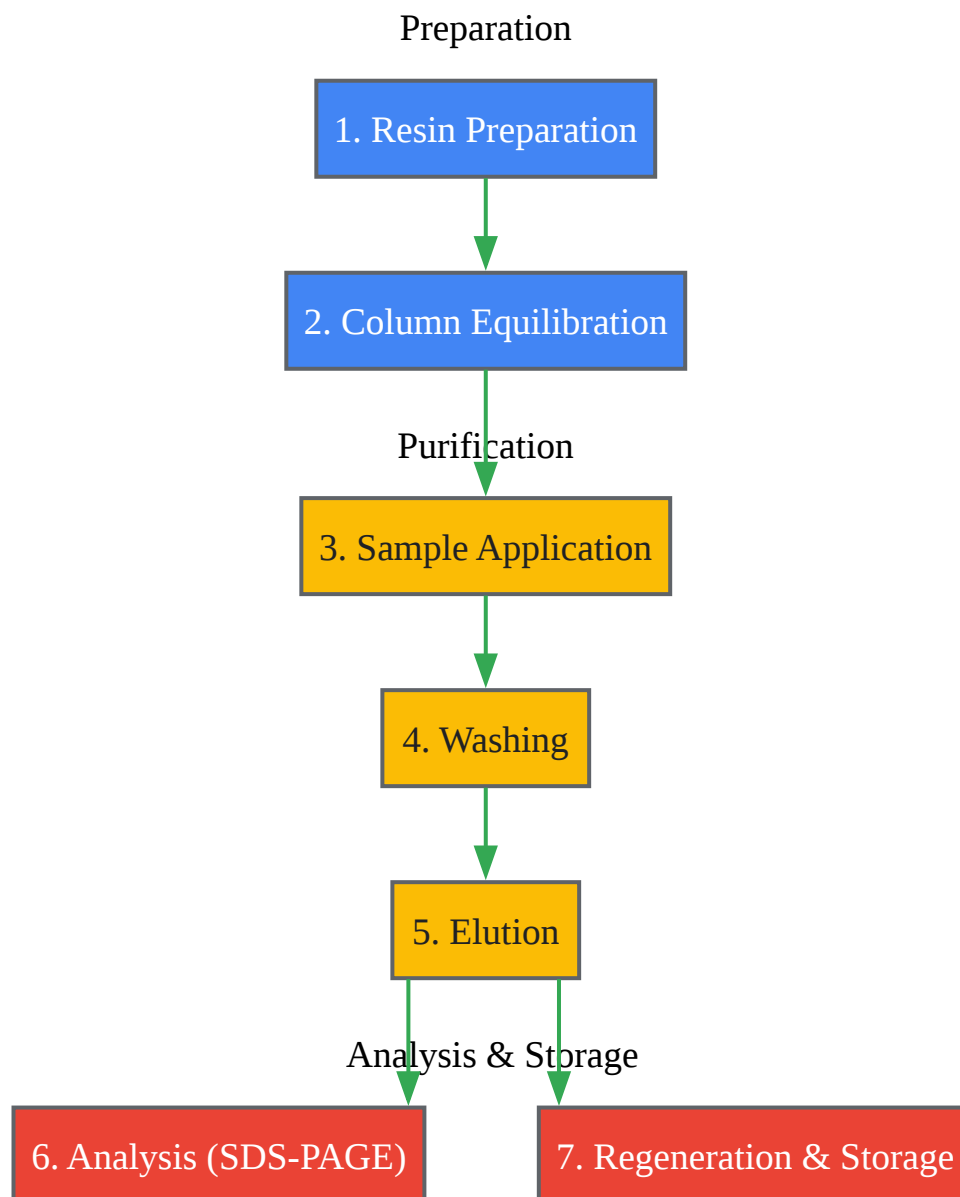 Preparation
1. Resin Preparation
2. Column Equilibration
Purification
3. Sample Application
4. Washing
5. Elution
Analysis & Storage
6. Analysis (SDS-PAGE)
7. Regeneration & Storage